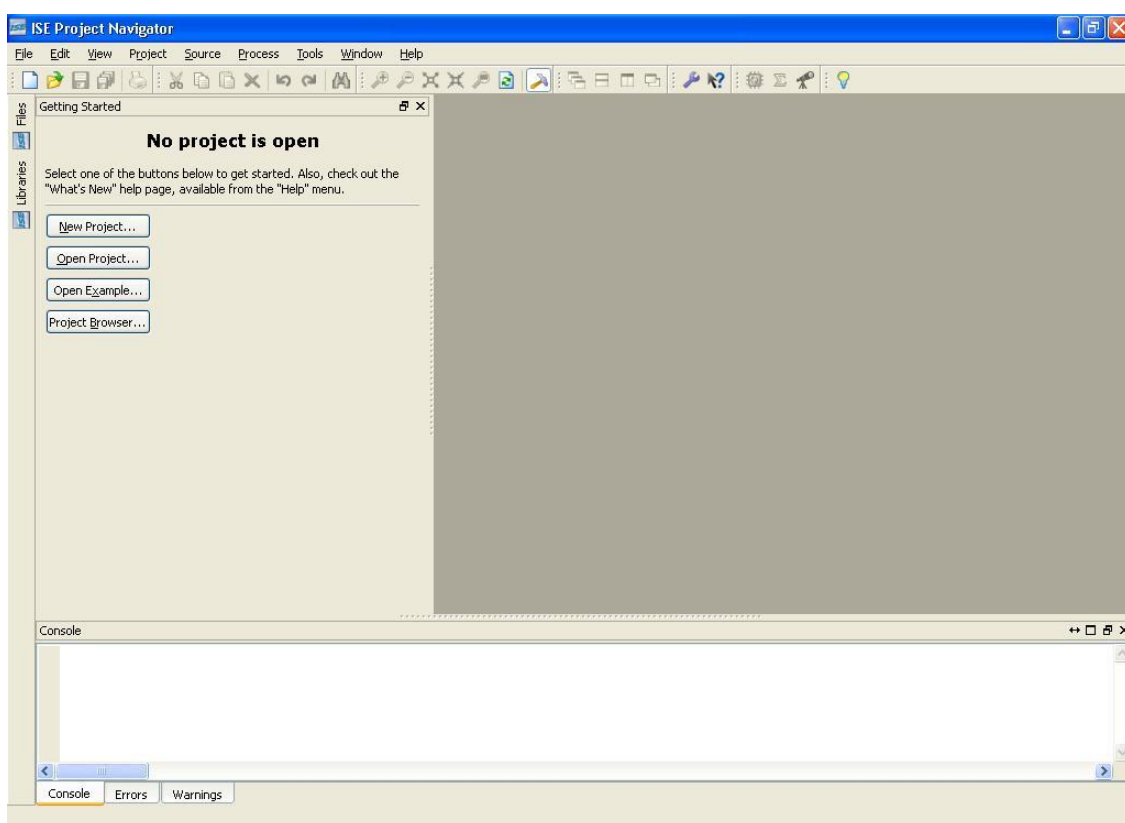 ISE Project Navigator
File Edit View Project Source Process Tools Window Help
Files
Libraries
Getting Started
No project is open
Select one of the buttons below to get started. Also, check out the
"What's New" help page, available from the "Help" menu.
New Project...
Open Project...
Open Example...
Project Browser...
Console
Console Errors Warnings